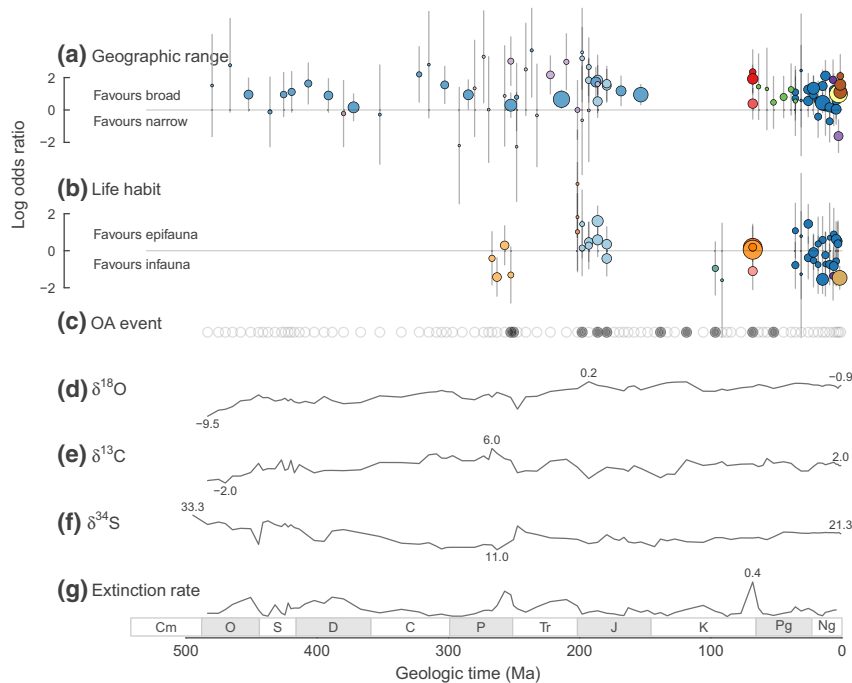 (a) Geographic range
2
Favours broad
0
Favours narrow
−2
Log odds ratio
(b) Life habit
2
Favours epifauna
0
Favours infauna
−2
(c) OA event
(d) δ18O
0.2
−0.9
−9.5
(e) δ13C
6.0
2.0
−2.0
33.3
(f) δ34S
21.3
11.0
(g) Extinction rate
0.4
Cm O S D C P Tr J K Pg Ng
500 400 300 200 100 0
Geologic time (Ma)